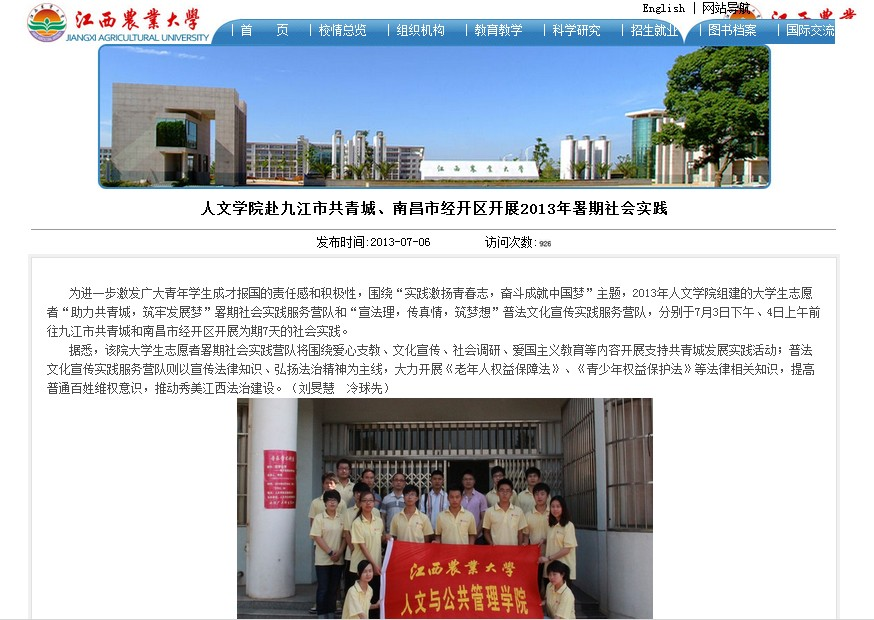 English | 网站导航
江西农业大学
JIANGXI AGRICULTURAL UNIVERSITY
首 页 | 校情总览 | 组织机构 | 教育教学 | 科学研究 | 招生就业 | 图书档案 | 国际交流
江西农业大学
人文学院赴九江市共青城、南昌市经开区开展2013年暑期社会实践
发布时间:2013-07-06 访问次数: 926
为进一步激发广大青年学生成才报国的责任感和积极性，围绕“实践激扬青春志，奋斗成就中国梦”主题，2013年人文学院组建的大学生志愿
者“助力共青城，筑牢发展梦”暑期社会实践服务营队和“宣法理，传真情，筑梦想”普法文化宣传实践服务营队，分别于7月3日下午、4日上午前
往九江市共青城和南昌市经开区开展为期7天的社会实践。
据悉，该院大学生志愿者暑期社会实践营队将围绕爱心支教、文化宣传、社会调研、爱国主义教育等内容开展支持共青城发展实践活动；普法
文化宣传实践服务营队则以宣传法律知识、弘扬法治精神为主线，大力开展《老年人权益保障法》、《青少年权益保护法》等法律相关知识，提高
普通百姓维权意识，推动秀美江西法治建设。（刘旻慧 冷球先）
江西农業大学
人文与公共管理学院